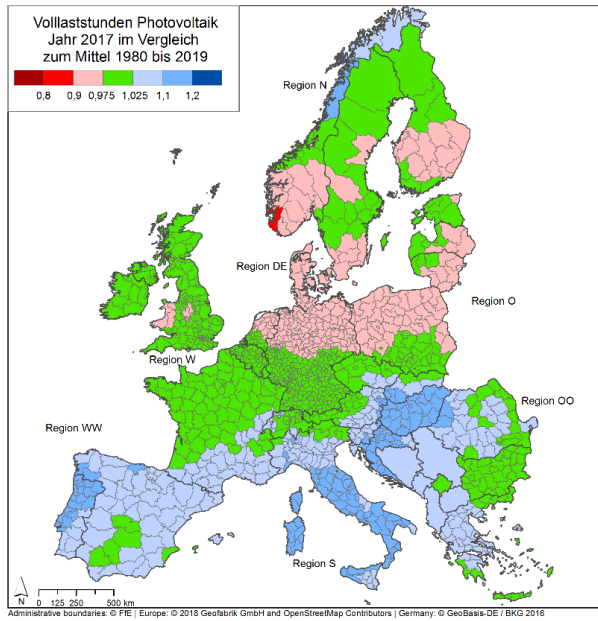 Volllaststunden Photovoltaik
Jahr 2017 im Vergleich
zum Mittel 1980 bis 2019
0,8 0,9 0,975 1,025 1,1 1,2
Region N
Region DE
Region O
Region W
Region OO
Region WW
Region S
N
0 125 250 500 km
Administrative boundaries: © FfE | Europe: © 2018 Geofabrik GmbH and OpenStreetMap Contributors | Germany: © GeoBasis-DE / BKG 2016